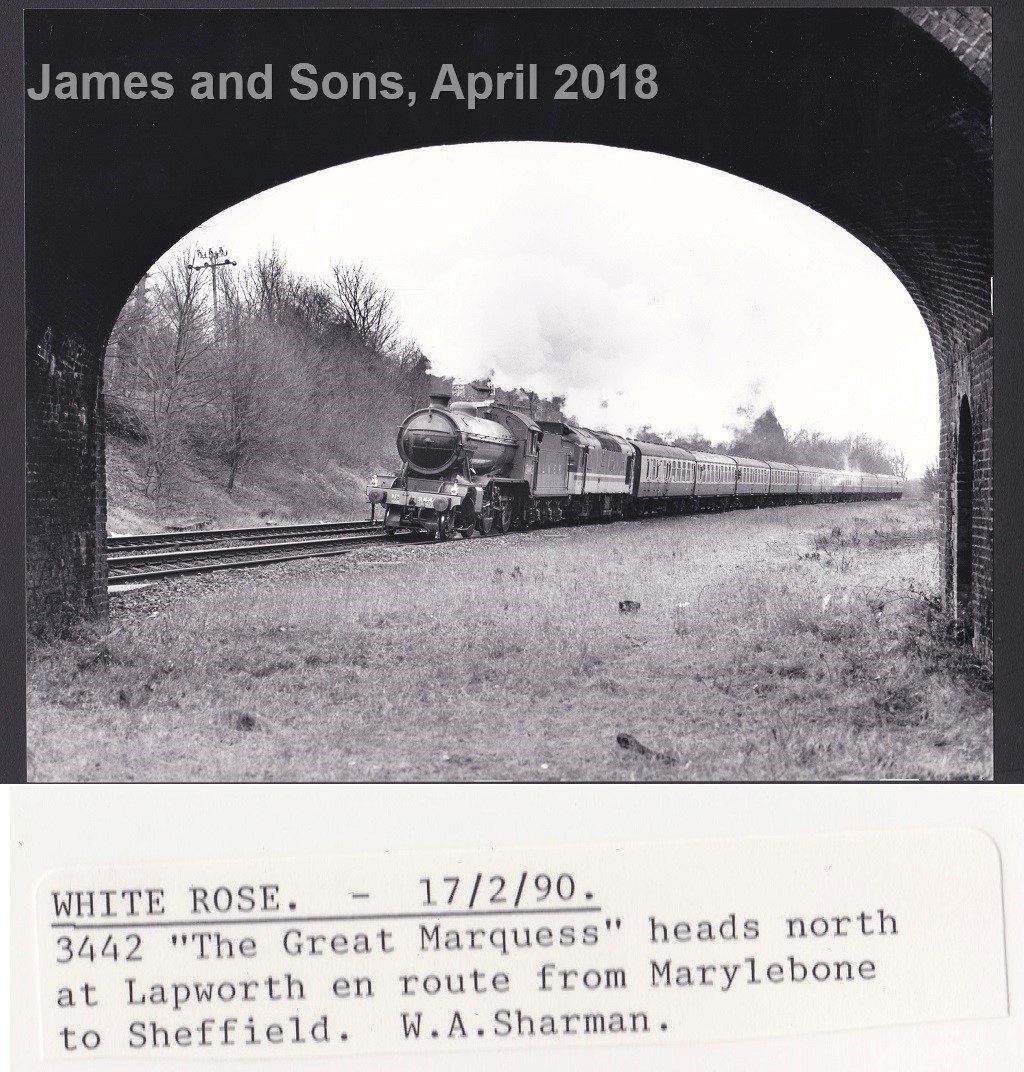 James and Sons, April 2018
WHITE ROSE. - 17/2/90.
3442 "The Great Marquess" heads north
at Lapworth en route from Marylebone
to Sheffield. W.A.Sharman.